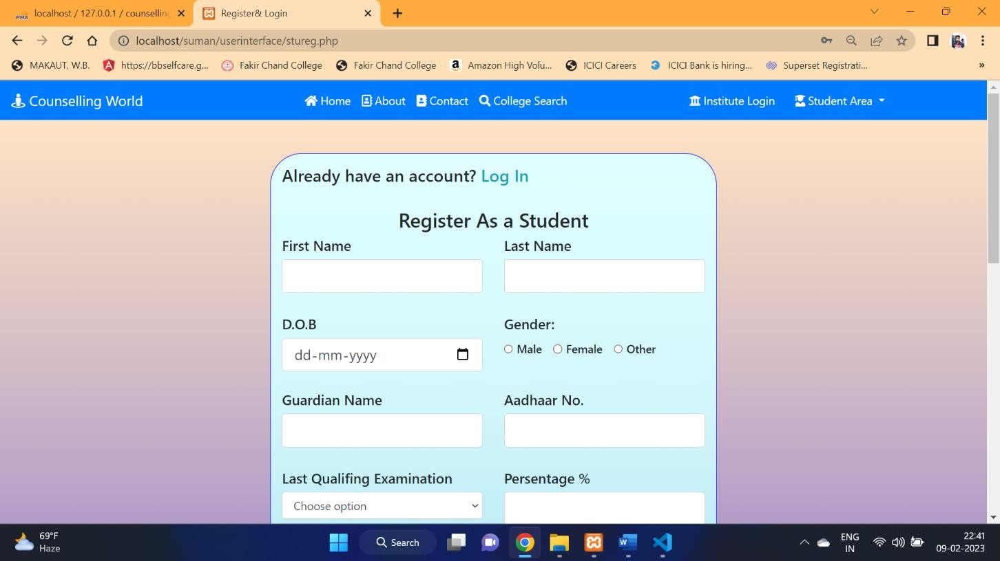 PMA localhost / 127.0.0.1 / counselling
Register& Login
localhost/suman/userinterface/stureg.php
MAKAUT, W.B. https://bbselfcare.g... Fakir Chand College Fakir Chand College Amazon High Volu... ICICI Careers ICICI Bank is hiring... Superset Registrati... »
Counselling World Home About Contact College Search Institute Login Student Area
Already have an account? Log In
Register As a Student
First Name Last Name
D.O.B Gender:
dd-mm-yyyy Male Female Other
Guardian Name Aadhaar No.
Last Qualifing Examination Persentage %
Choose option
69°F
Haze
Search
ENG
IN
22:41
09-02-2023